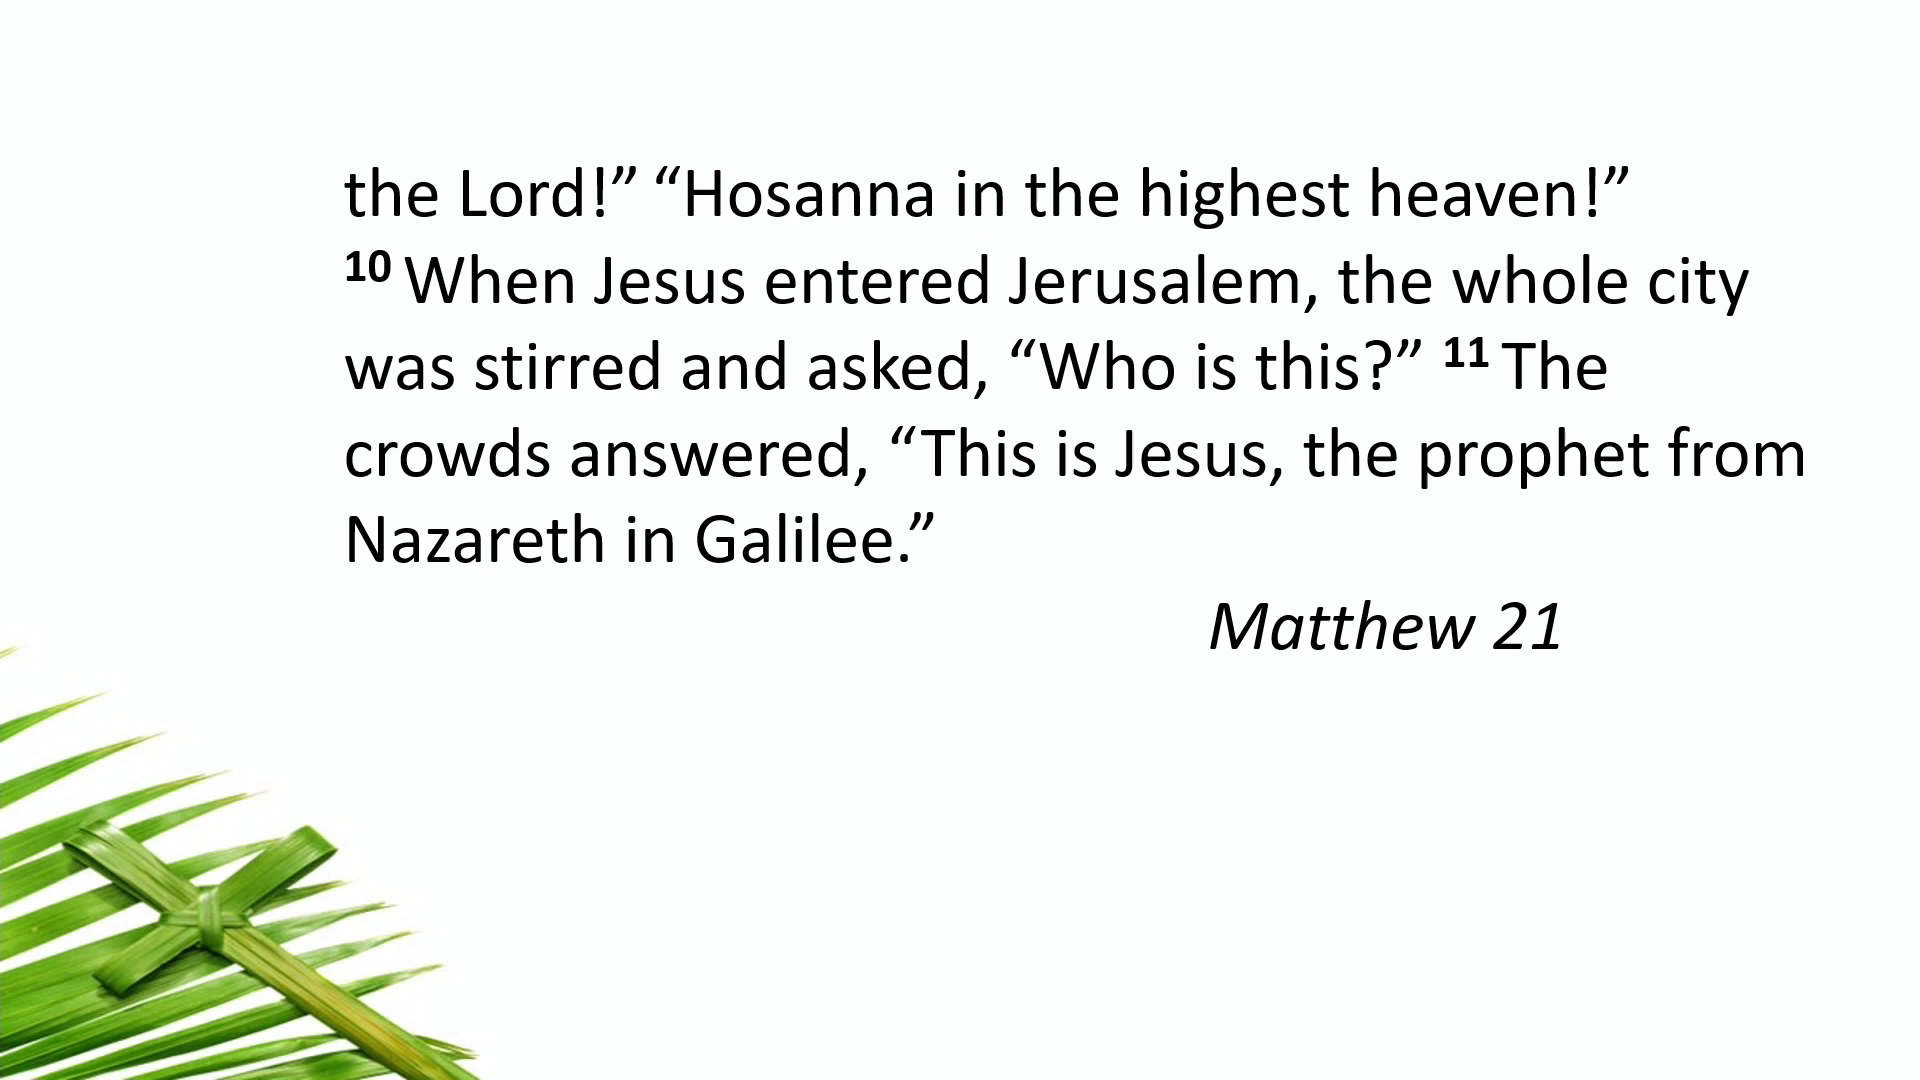 the Lord!” “Hosanna in the highest heaven!”
10 When Jesus entered Jerusalem, the whole city
was stirred and asked, “Who is this?” 11 The
crowds answered, “This is Jesus, the prophet from
Nazareth in Galilee.”
Matthew 21